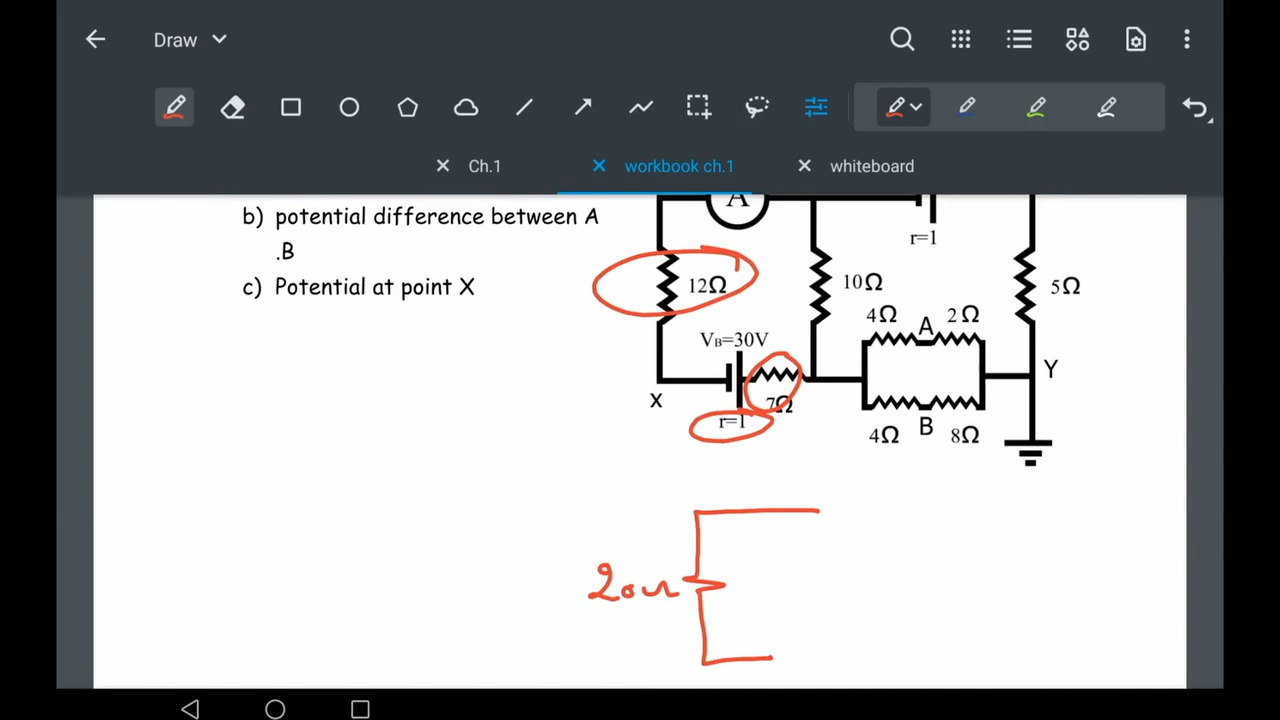 Draw
Ch.1
workbook ch.1
whiteboard
b) potential difference between A
.B
c) Potential at point X
A
r=1
12Ω
10Ω
5Ω
4Ω
A
2Ω
VB=30V
Y
X
7Ω
r=1
4Ω
B
8Ω
20Ω